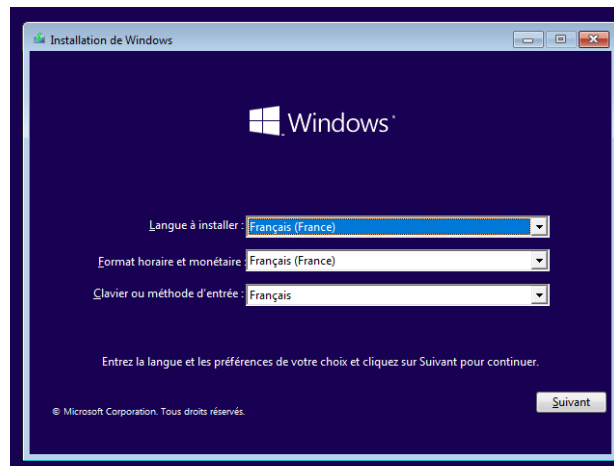 Installation de Windows
Windows
Langue à installer : Français (France)
Format horaire et monétaire : Français (France)
Clavier ou méthode d'entrée : Français
Entrez la langue et les préférences de votre choix et cliquez sur Suivant pour continuer.
Suivant
© Microsoft Corporation. Tous droits réservés.